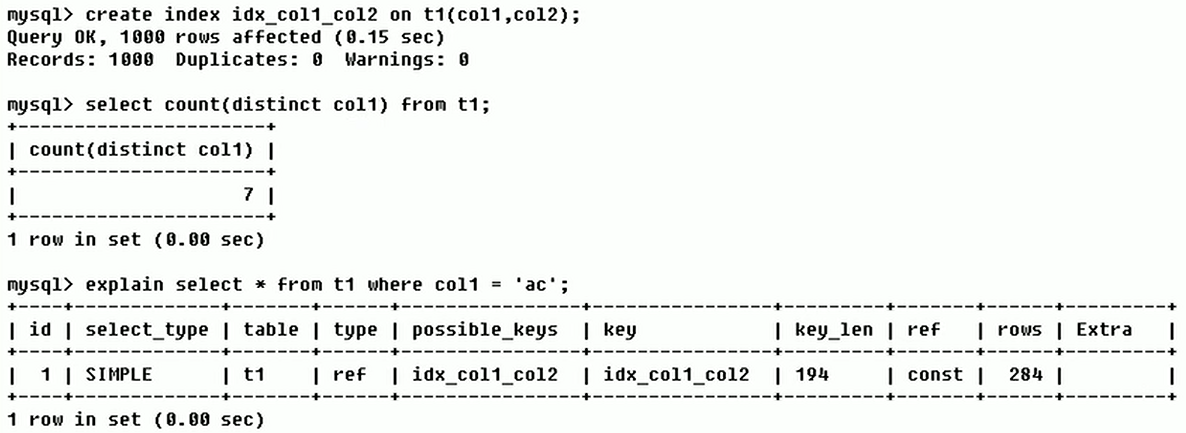 mysql> create index idx_col1_col2 on t1(col1,col2);
Query OK, 1000 rows affected (0.15 sec)
Records: 1000  Duplicates: 0  Warnings: 0
mysql> select count(distinct col1) from t1;
+----------------------+
| count(distinct col1) |
+----------------------+
|                    7 |
+----------------------+
1 row in set (0.00 sec)
mysql> explain select * from t1 where col1 = 'ac';
+----+-------------+-------+------+---------------+---------------+---------+-------+------+-------+
| id | select_type | table | type | possible_keys | key           | key_len | ref   | rows | Extra |
+----+-------------+-------+------+---------------+---------------+---------+-------+------+-------+
|  1 | SIMPLE      | t1    | ref  | idx_col1_col2 | idx_col1_col2 | 194     | const |  284 |       |
+----+-------------+-------+------+---------------+---------------+---------+-------+------+-------+
1 row in set (0.00 sec)